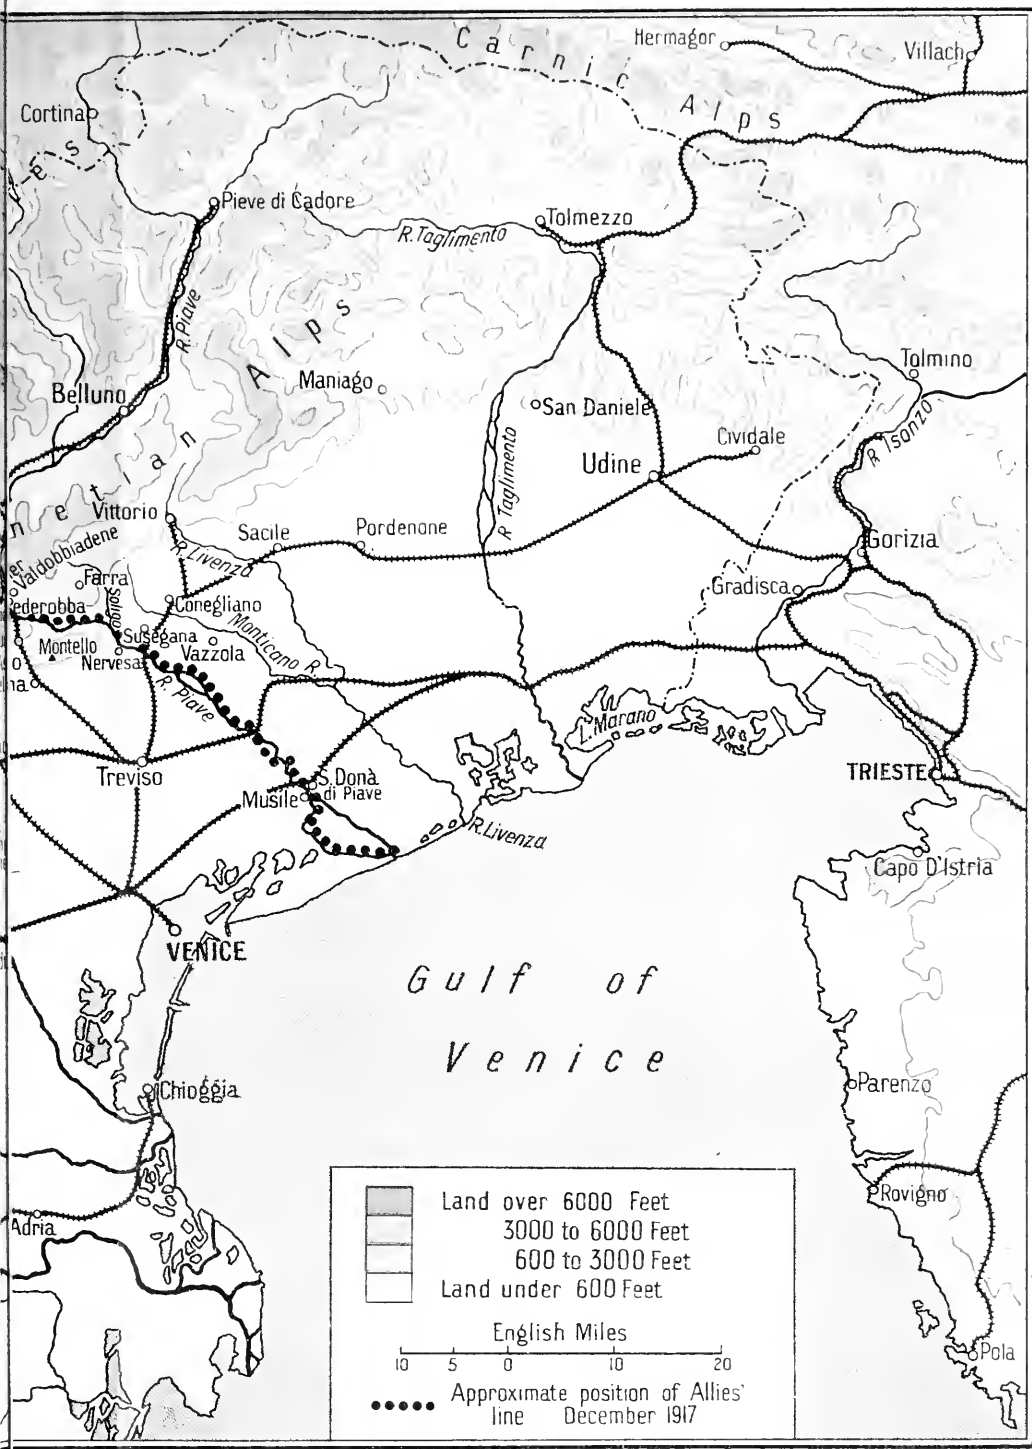 Carnic Alps
Hermagor
Villach
Cortina
Pieve di Cadore
R. Tagliamento
Tolmezzo
R. Piave
Alps
Belluno
Maniago
San Daniele
Tolmino
R. Isonzo
Cividale
Udine
R Tagliamento
Vittorio
R. Livenza
Sacile
Pordenone
Gorizia
Valdobbiadene
Farra
Soligo
Conegliano
Gradisca
ederobba
Susegana
Monticano R.
Montello
Nervesa
Vazzola
R. Piave
L. Marano
Treviso
S. Donà
di Piave
Musile
TRIESTE
R. Livenza
Capo D'Istria
VENICE
Gulf of
Venice
Chioggia
Parenzo
Rovigno
Adria
Pola
Land over 6000 Feet
3000 to 6000 Feet
600 to 3000 Feet
Land under 600 Feet
English Miles
10 5 0 10 20
Approximate position of Allies'
line December 1917